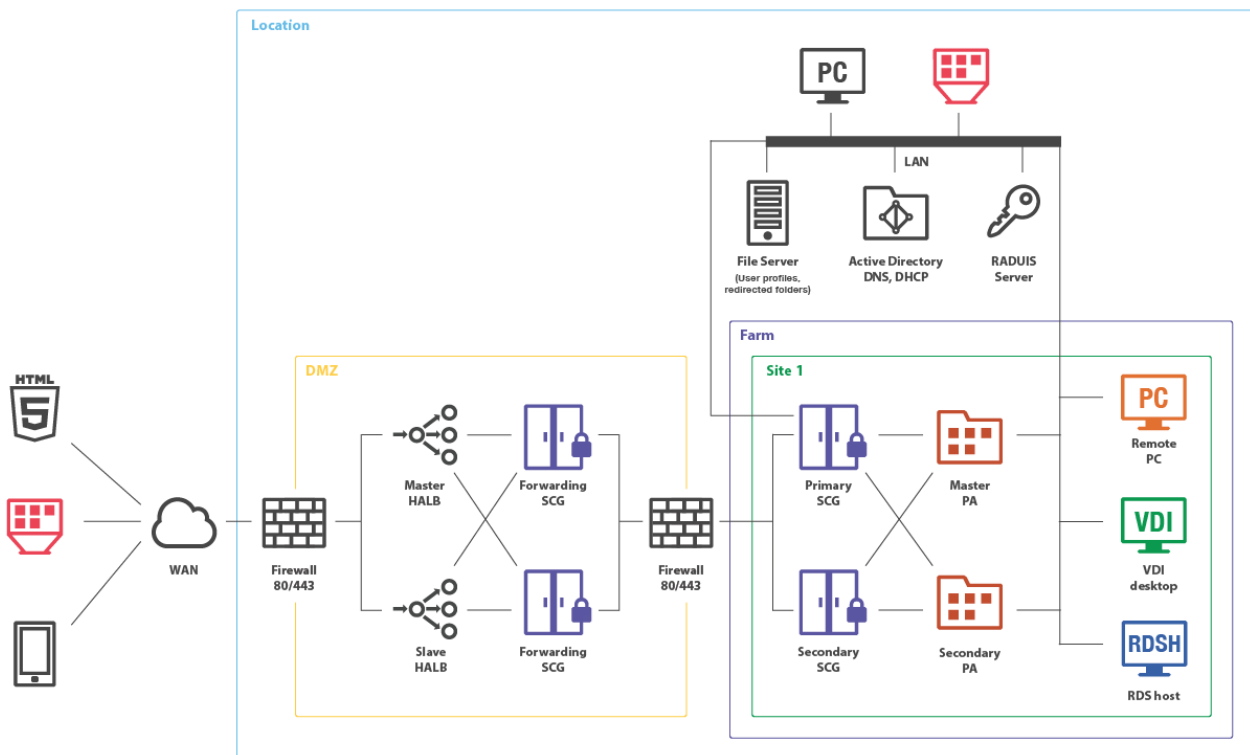 Location
PC
LAN
File Server
(User profiles,
redirected folders)
Active Directory
DNS, DHCP
RADUIS
Server
Farm
DMZ
Site 1
HTML
5
PC
Remote
PC
Master
HALB
Forwarding
SCG
Primary
SCG
Master
PA
WAN
Firewall
80/443
Firewall
80/443
VDI
VDI
desktop
Slave
HALB
Forwarding
SCG
Secondary
SCG
Secondary
PA
RDSH
RDS host